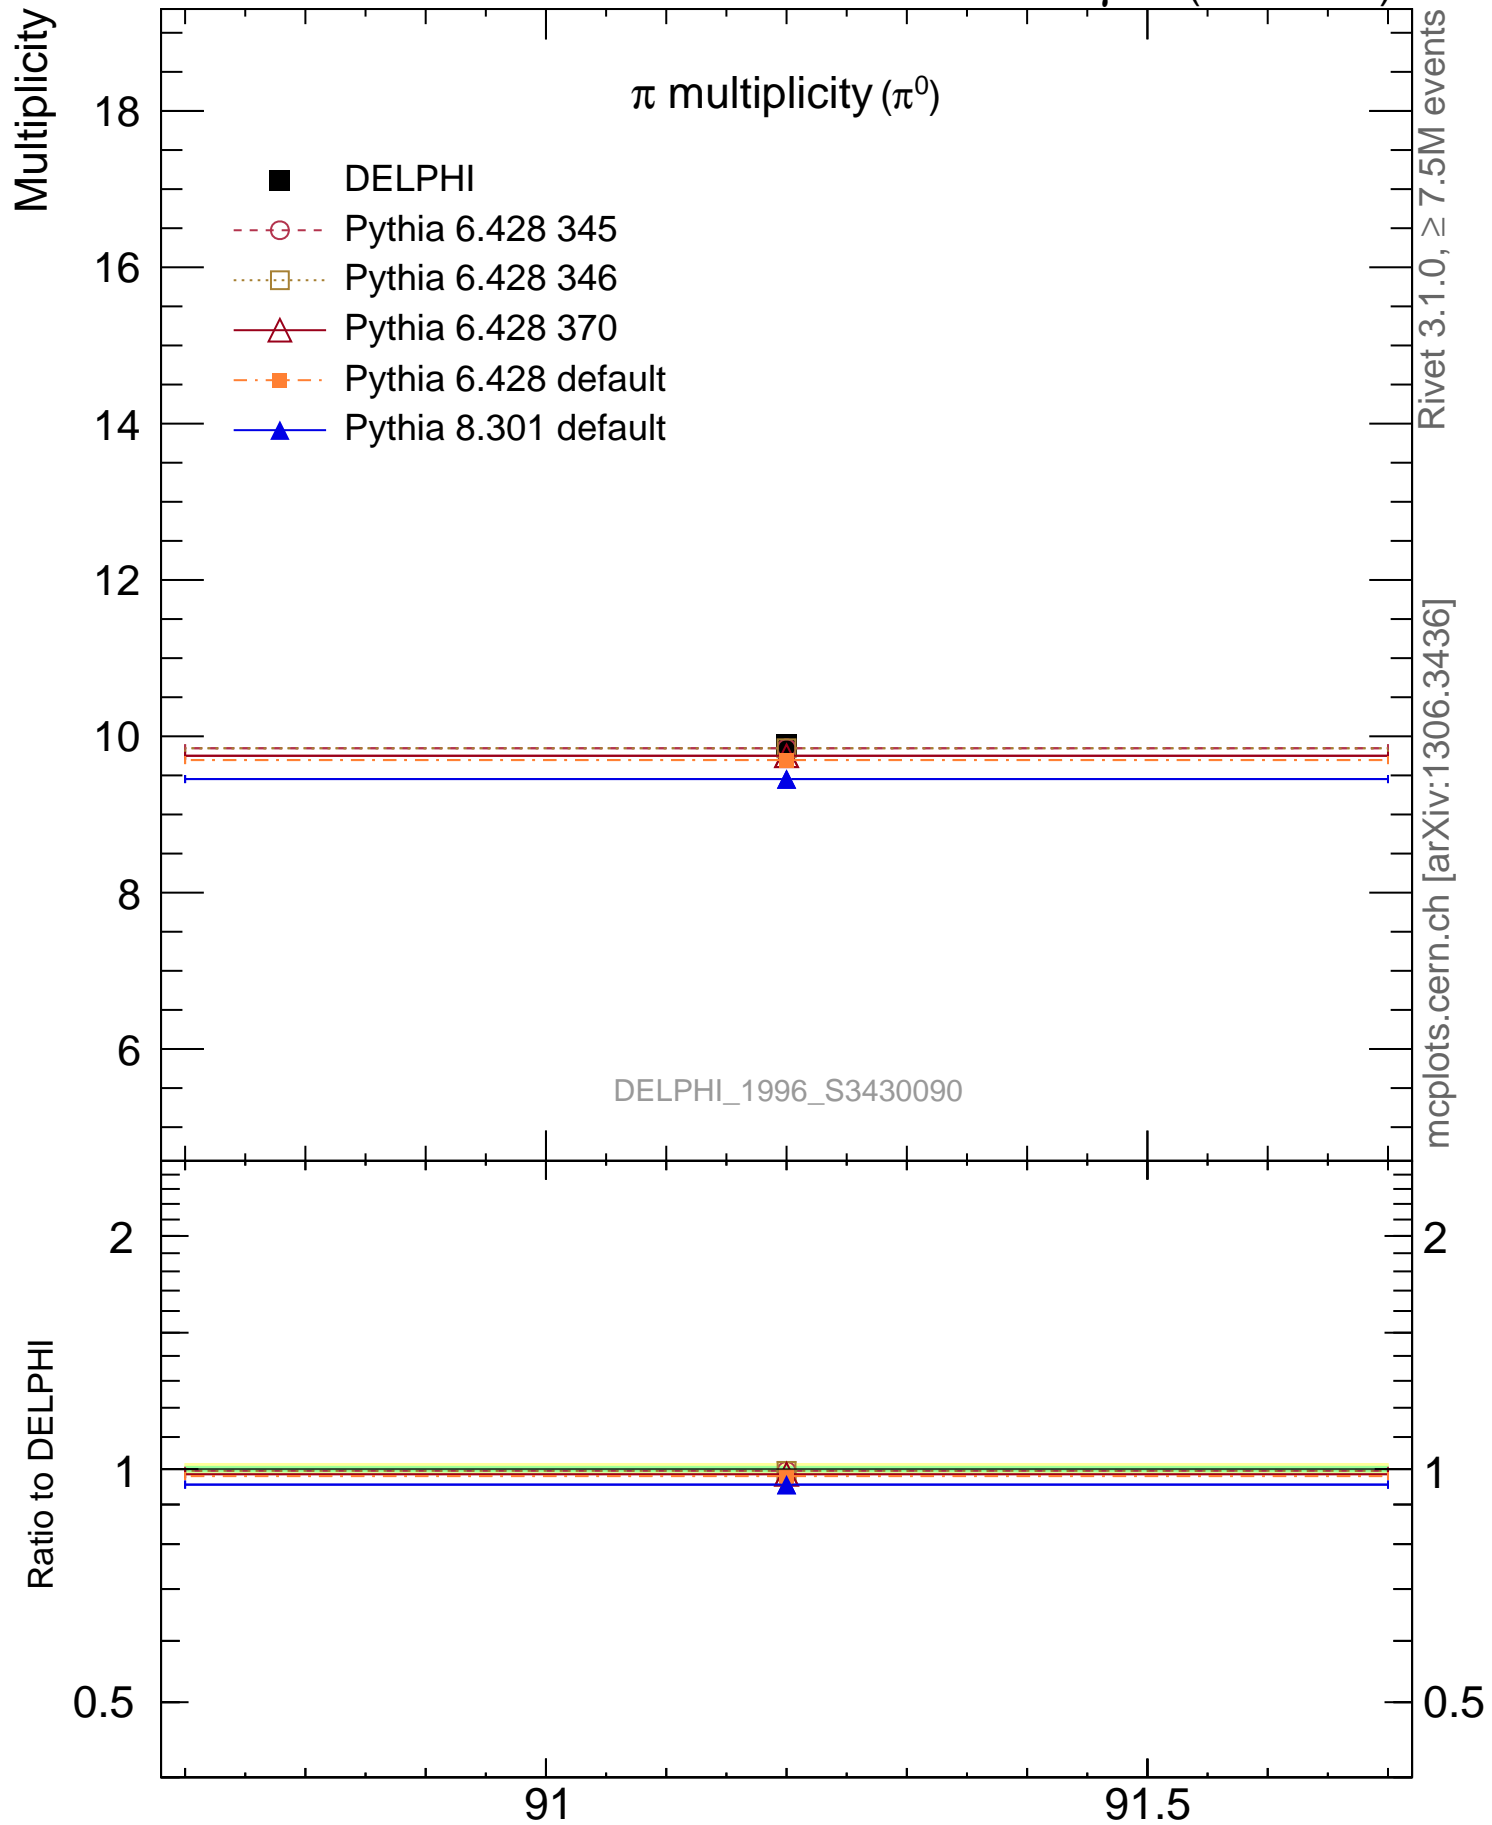 Multiplicity
π multiplicity (π⁰)
DELPHI
Pythia 6.428 345
Pythia 6.428 346
Pythia 6.428 370
Pythia 6.428 default
Pythia 8.301 default
18
16
14
12
10
8
6
DELPHI_1996_S3430090
Rivet 3.1.0, ≥ 7.5M events
mcplots.cern.ch [arXiv:1306.3436]
Ratio to DELPHI
2
1
0.5
2
1
0.5
91
91.5